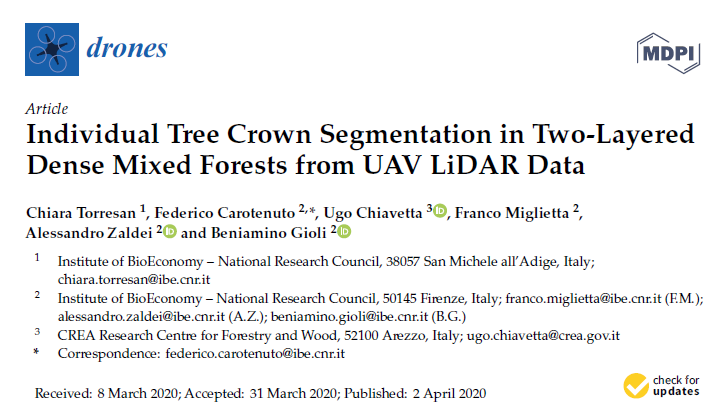 drones
MDPI
Article
Individual Tree Crown Segmentation in Two-Layered
Dense Mixed Forests from UAV LiDAR Data
Chiara Torresan 1, Federico Carotenuto 2,*, Ugo Chiavetta 3 iD, Franco Miglietta 2,
Alessandro Zaldei 2 iD and Beniamino Gioli 2 iD
1 Institute of BioEconomy – National Research Council, 38057 San Michele all'Adige, Italy;
chiara.torresan@ibe.cnr.it
2 Institute of BioEconomy – National Research Council, 50145 Firenze, Italy; franco.miglietta@ibe.cnr.it (F.M.);
alessandro.zaldei@ibe.cnr.it (A.Z.); beniamino.gioli@ibe.cnr.it (B.G.)
3 CREA Research Centre for Forestry and Wood, 52100 Arezzo, Italy; ugo.chiavetta@crea.gov.it
* Correspondence: federico.carotenuto@ibe.cnr.it
Received: 8 March 2020; Accepted: 31 March 2020; Published: 2 April 2020
check for
updates